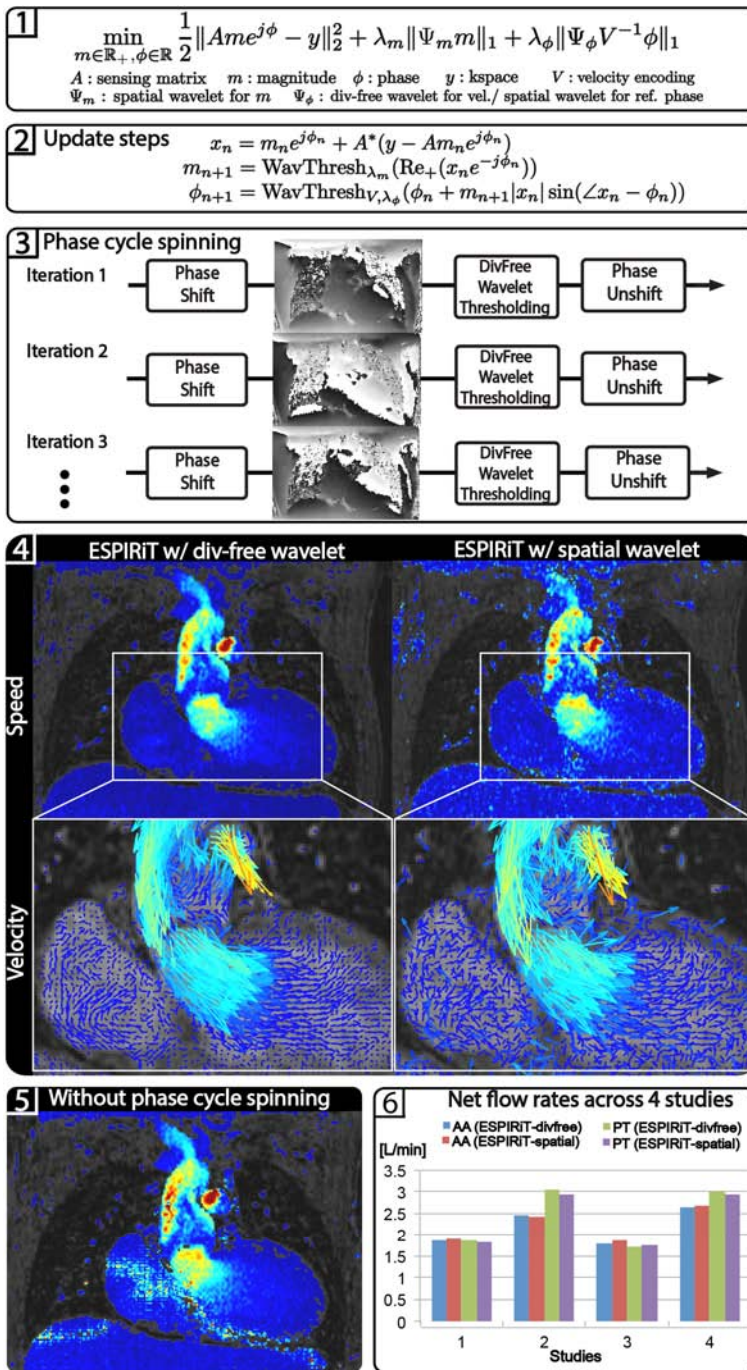 1
min_{m∈ℝ₊,ϕ∈ℝ} 1/2 ‖Ame^{jϕ} − y‖₂² + λ_m‖Ψ_m m‖₁ + λ_ϕ‖Ψ_ϕ V⁻¹ϕ‖₁
A : sensing matrix m : magnitude ϕ : phase y : kspace V : velocity encoding
Ψ_m : spatial wavelet for m Ψ_ϕ : div-free wavelet for vel./ spatial wavelet for ref. phase
2 Update steps
x_n = m_n e^{jϕ_n} + A*(y − Am_n e^{jϕ_n})
m_{n+1} = WavThresh_{λ_m}(Re₊(x_n e^{−jϕ_n}))
ϕ_{n+1} = WavThresh_{V,λ_ϕ}(ϕ_n + m_{n+1}|x_n| sin(∠x_n − ϕ_n))
3 Phase cycle spinning
Iteration 1
Phase
Shift
DivFree
Wavelet
Thresholding
Phase
Unshift
Iteration 2
Phase
Shift
DivFree
Wavelet
Thresholding
Phase
Unshift
Iteration 3
Phase
Shift
DivFree
Wavelet
Thresholding
Phase
Unshift
4 ESPIRiT w/ div-free wavelet ESPIRiT w/ spatial wavelet
Speed
Velocity
5 Without phase cycle spinning
6 Net flow rates across 4 studies
AA (ESPIRiT-divfree) PT (ESPIRiT-divfree)
AA (ESPIRiT-spatial) PT (ESPIRiT-spatial)
[L/min]
3.5
3
2.5
2
1.5
1
0.5
0
1 2 3 4
Studies